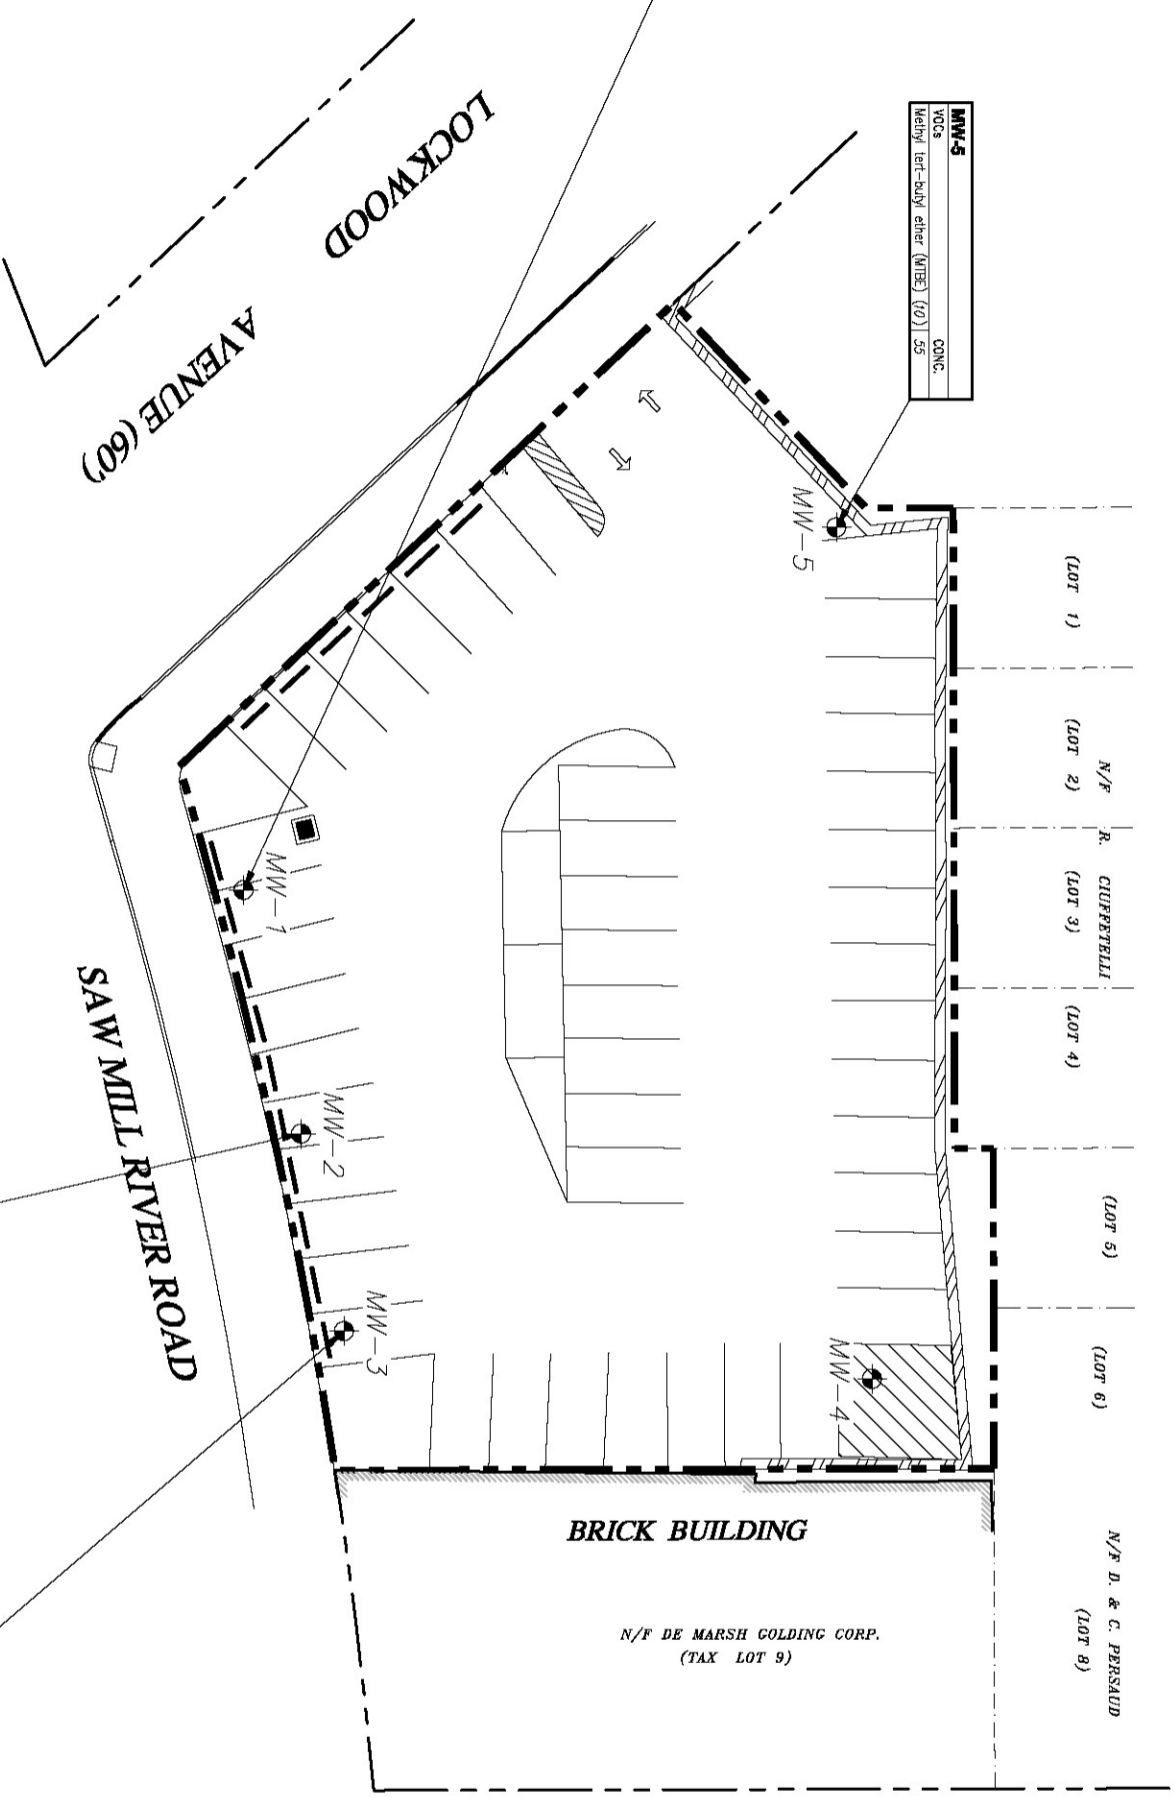 LOCKWOOD
AVENUE (60')
MW-5
VOCs CONC.
Methyl tert-butyl ether (MTBE) (10) 55
MW-5
(LOT 1)
(LOT 2)
N/F R. CIUFFETELLI
(LOT 3)
(LOT 4)
(LOT 5)
(LOT 6)
MW-1
MW-2
MW-3
MW-4
SAW MILL RIVER ROAD
BRICK BUILDING
N/F DE MARSH GOLDING CORP.
(TAX LOT 9)
N/F D. & C. PERSAUD
(LOT 8)